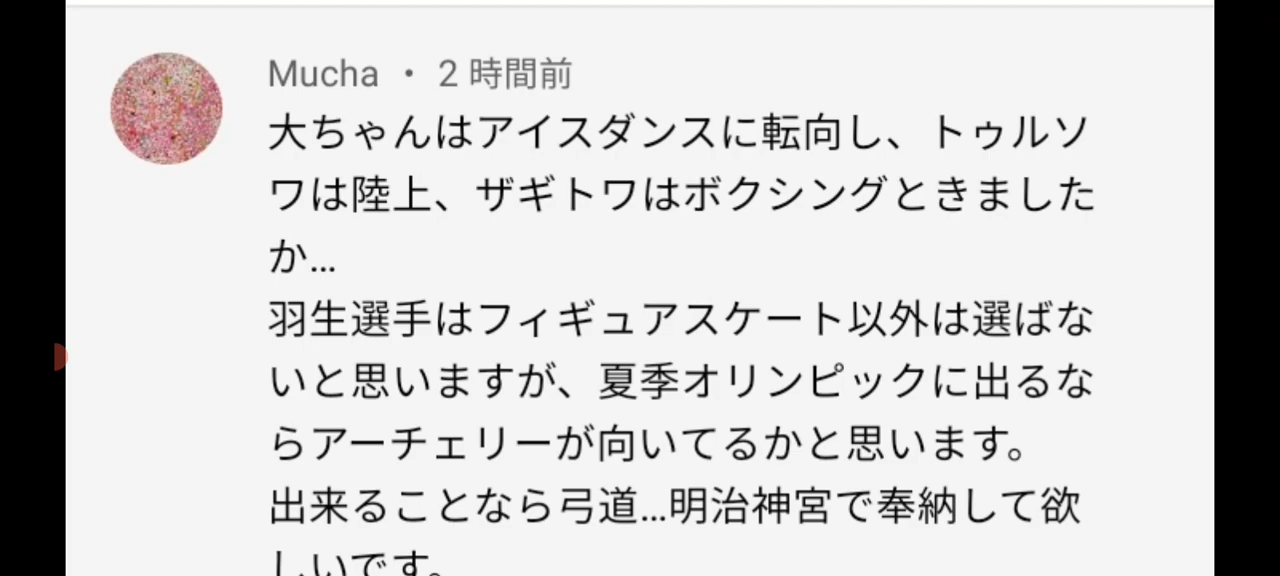 Mucha • 2 時間前
大ちゃんはアイスダンスに転向し、トゥルソ
ワは陸上、ザギトワはボクシングときました
か...
羽生選手はフィギュアスケート以外は選ばな
いと思いますが、夏季オリンピックに出るな
らアーチェリーが向いてるかと思います。
出来ることなら弓道...明治神宮で奉納して欲
しいです。